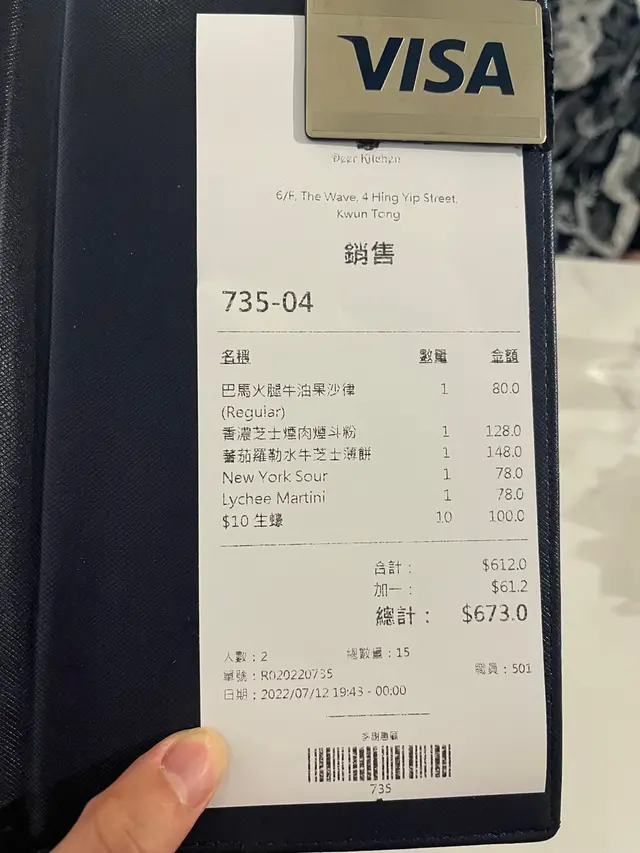 VISA
Deer Kitchen
6/F, The Wave, 4 Hing Yip Street,
Kwun Tong
銷售
735-04
名稱 數量 金額
巴馬火腿牛油果沙律 1 80.0
(Regular)
香濃芝士煙肉煙斗粉 1 128.0
蕃茄羅勒水牛芝士薄餅 1 148.0
New York Sour 1 78.0
Lychee Martini 1 78.0
$10 生蠔 10 100.0
合計： $612.0
加一： $61.2
總計： $673.0
人數：2 總數量：15
單號：R020220735 職員：501
日期：2022/07/12 19:43 - 00:00
多謝惠顧
735